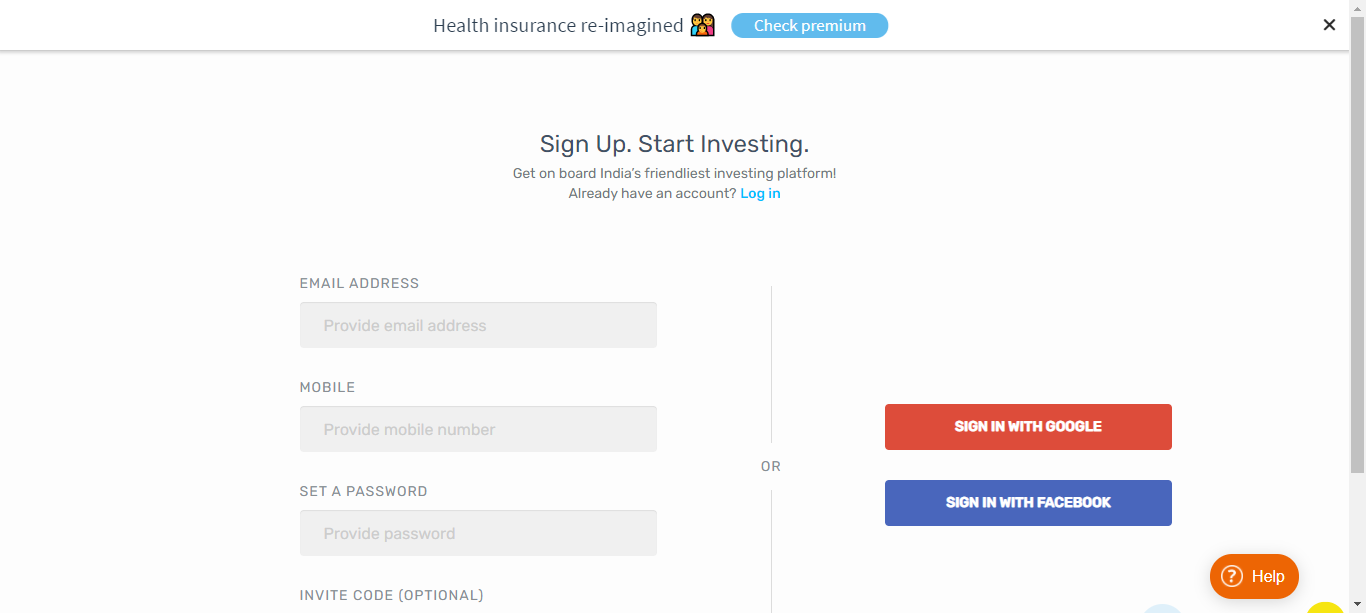 Health insurance re-imagined
Check premium
Sign Up. Start Investing.
Get on board India's friendliest investing platform!
Already have an account? Log in
EMAIL ADDRESS
Provide email address
MOBILE
Provide mobile number
SET A PASSWORD
Provide password
INVITE CODE (OPTIONAL)
OR
SIGN IN WITH GOOGLE
SIGN IN WITH FACEBOOK
? Help